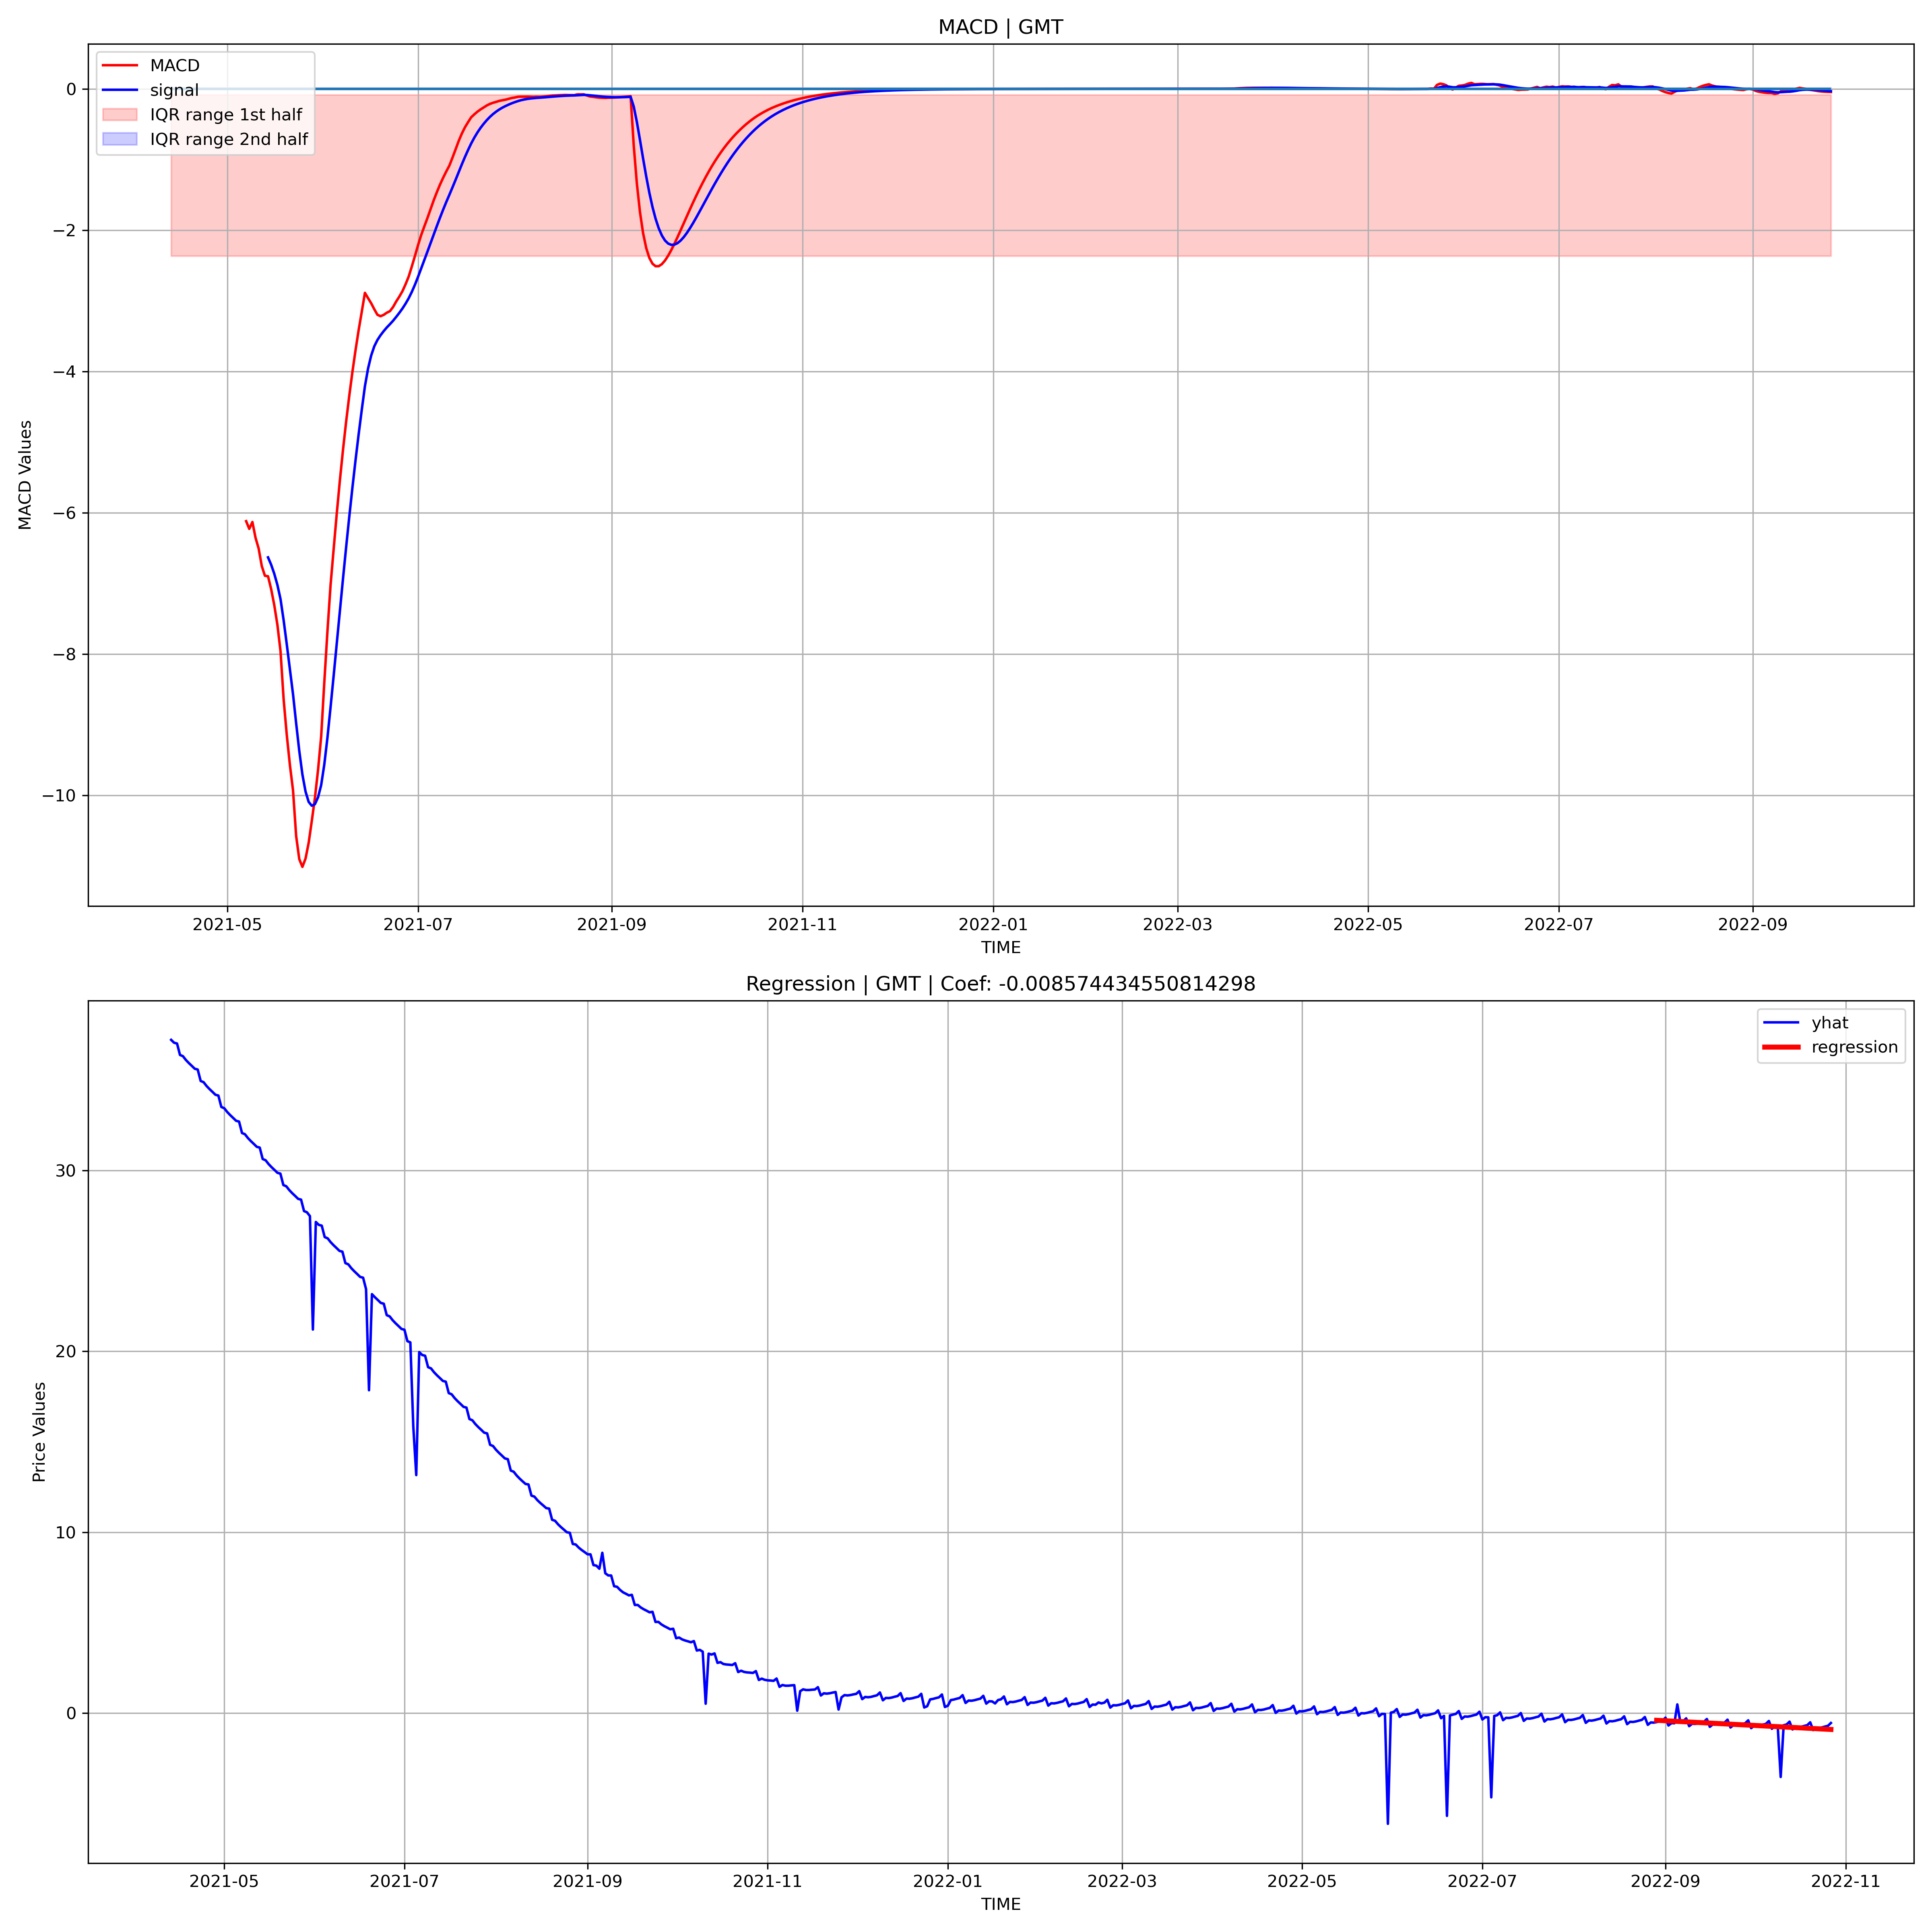 MACD | GMT
MACD
signal
IQR range 1st half
IQR range 2nd half
0
−2
−4
−6
−8
−10
MACD Values
2021-05 2021-07 2021-09 2021-11 2022-01 2022-03 2022-05 2022-07 2022-09
TIME
Regression | GMT | Coef: -0.008574434550814298
yhat
regression
30
20
10
0
Price Values
2021-05 2021-07 2021-09 2021-11 2022-01 2022-03 2022-05 2022-07 2022-09 2022-11
TIME